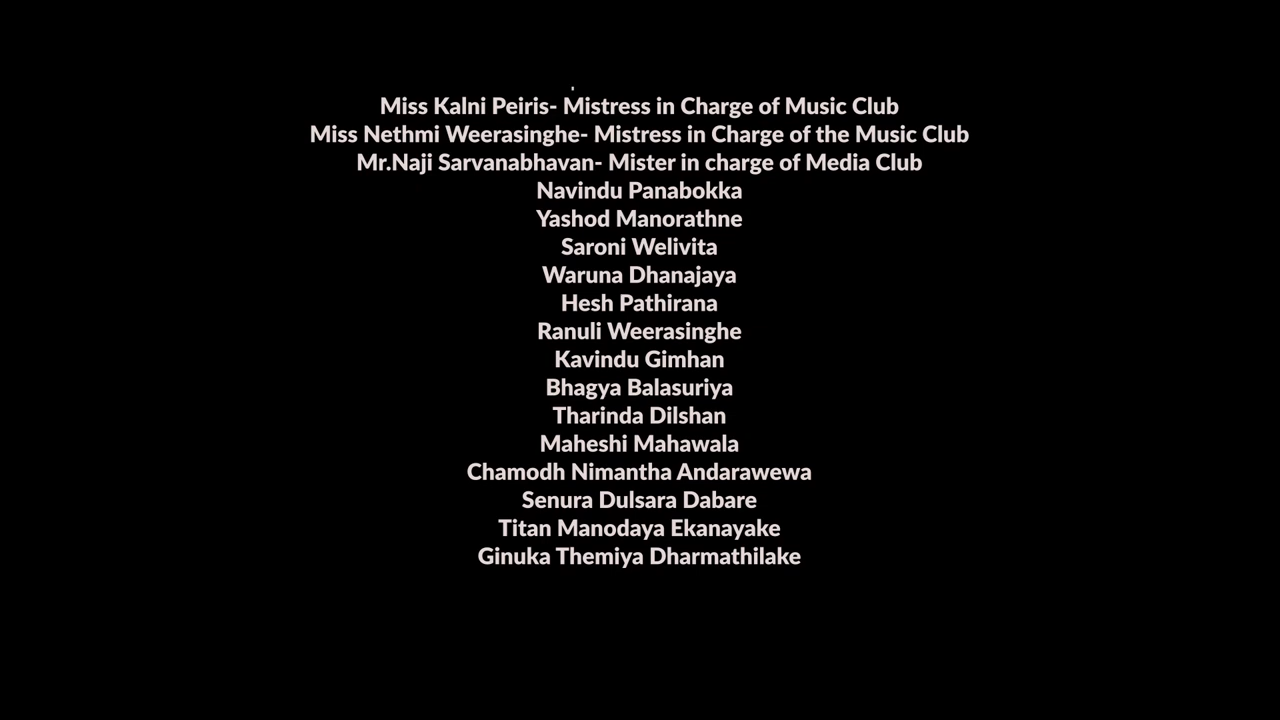 Miss Kalni Peiris- Mistress in Charge of Music Club
Miss Nethmi Weerasinghe- Mistress in Charge of the Music Club
Mr.Naji Sarvanabhavan- Mister in charge of Media Club
Navindu Panabokka
Yashod Manorathne
Saroni Welivita
Waruna Dhanajaya
Hesh Pathirana
Ranuli Weerasinghe
Kavindu Gimhan
Bhagya Balasuriya
Tharinda Dilshan
Maheshi Mahawala
Chamodh Nimantha Andarawewa
Senura Dulsara Dabare
Titan Manodaya Ekanayake
Ginuka Themiya Dharmathilake